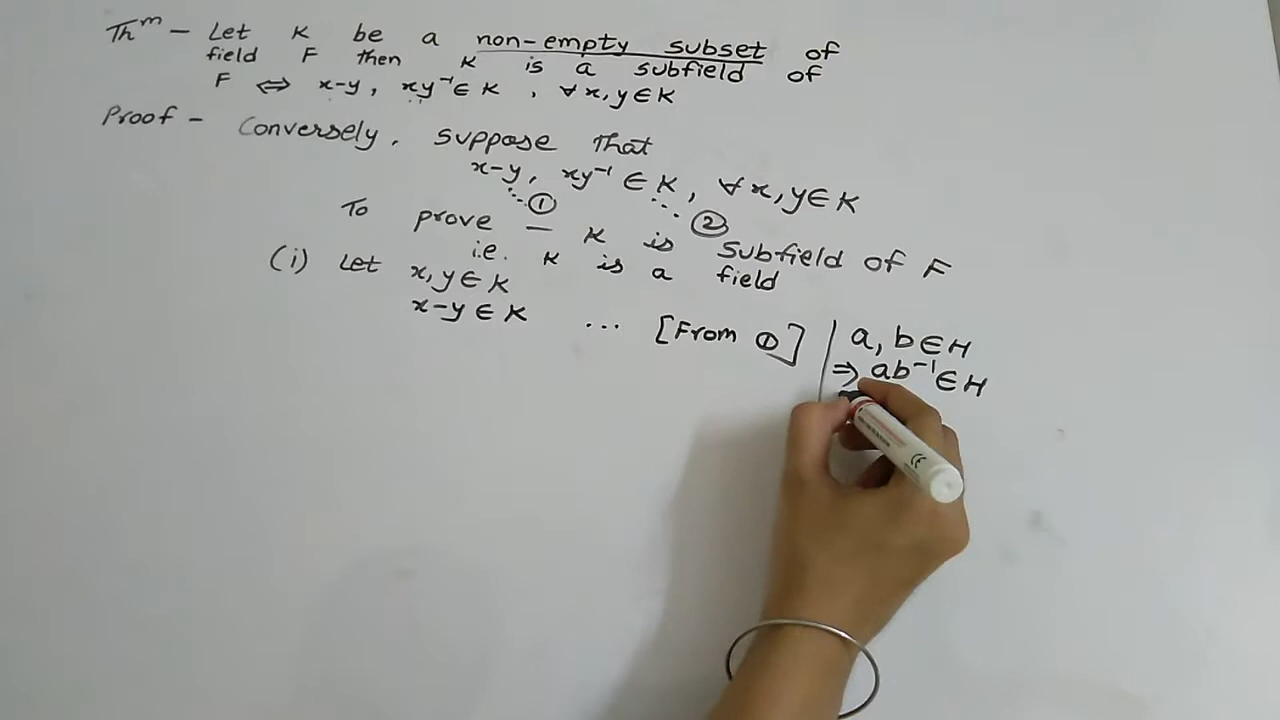 Thᵐ - Let K be a non-empty subset of
field F then K is a subfield of
F ⇔ x-y, xy⁻¹ ∈ K, ∀ x,y ∈ K
Proof - Conversely, suppose that
x-y, xy⁻¹ ∈ K, ∀ x,y ∈ K
... ① ... ②
To prove - K is subfield of F
i.e. K is a field
(i) Let x,y ∈ K
x-y ∈ K ... [From ①]
a, b ∈ H
⇒ ab⁻¹ ∈ H